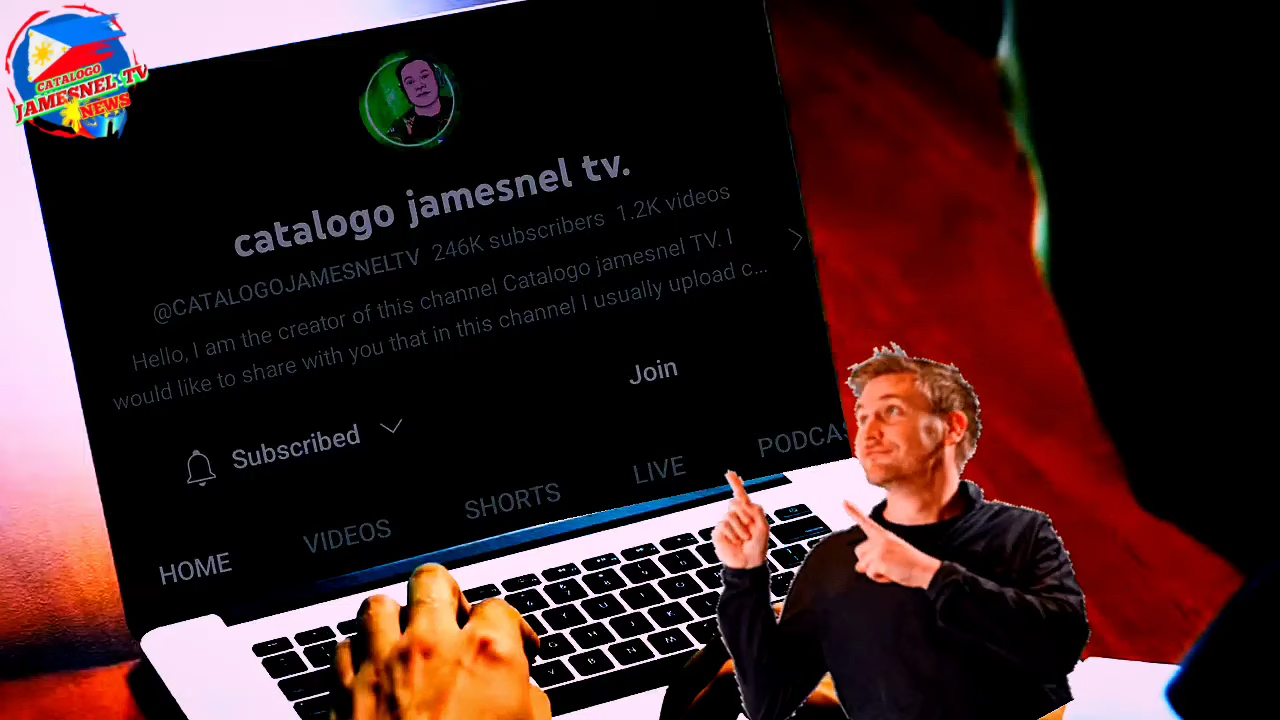 CATALOGO
JAMESNEL.TV
NEWS
catalogo jamesnel tv.
@CATALOGOJAMESNELTV 246K subscribers 1.2K videos
Hello, I am the creator of this channel Catalogo jamesnel TV. I
would like to share with you that in this channel I usually upload c...
Join
Subscribed
HOME VIDEOS SHORTS LIVE PODCA